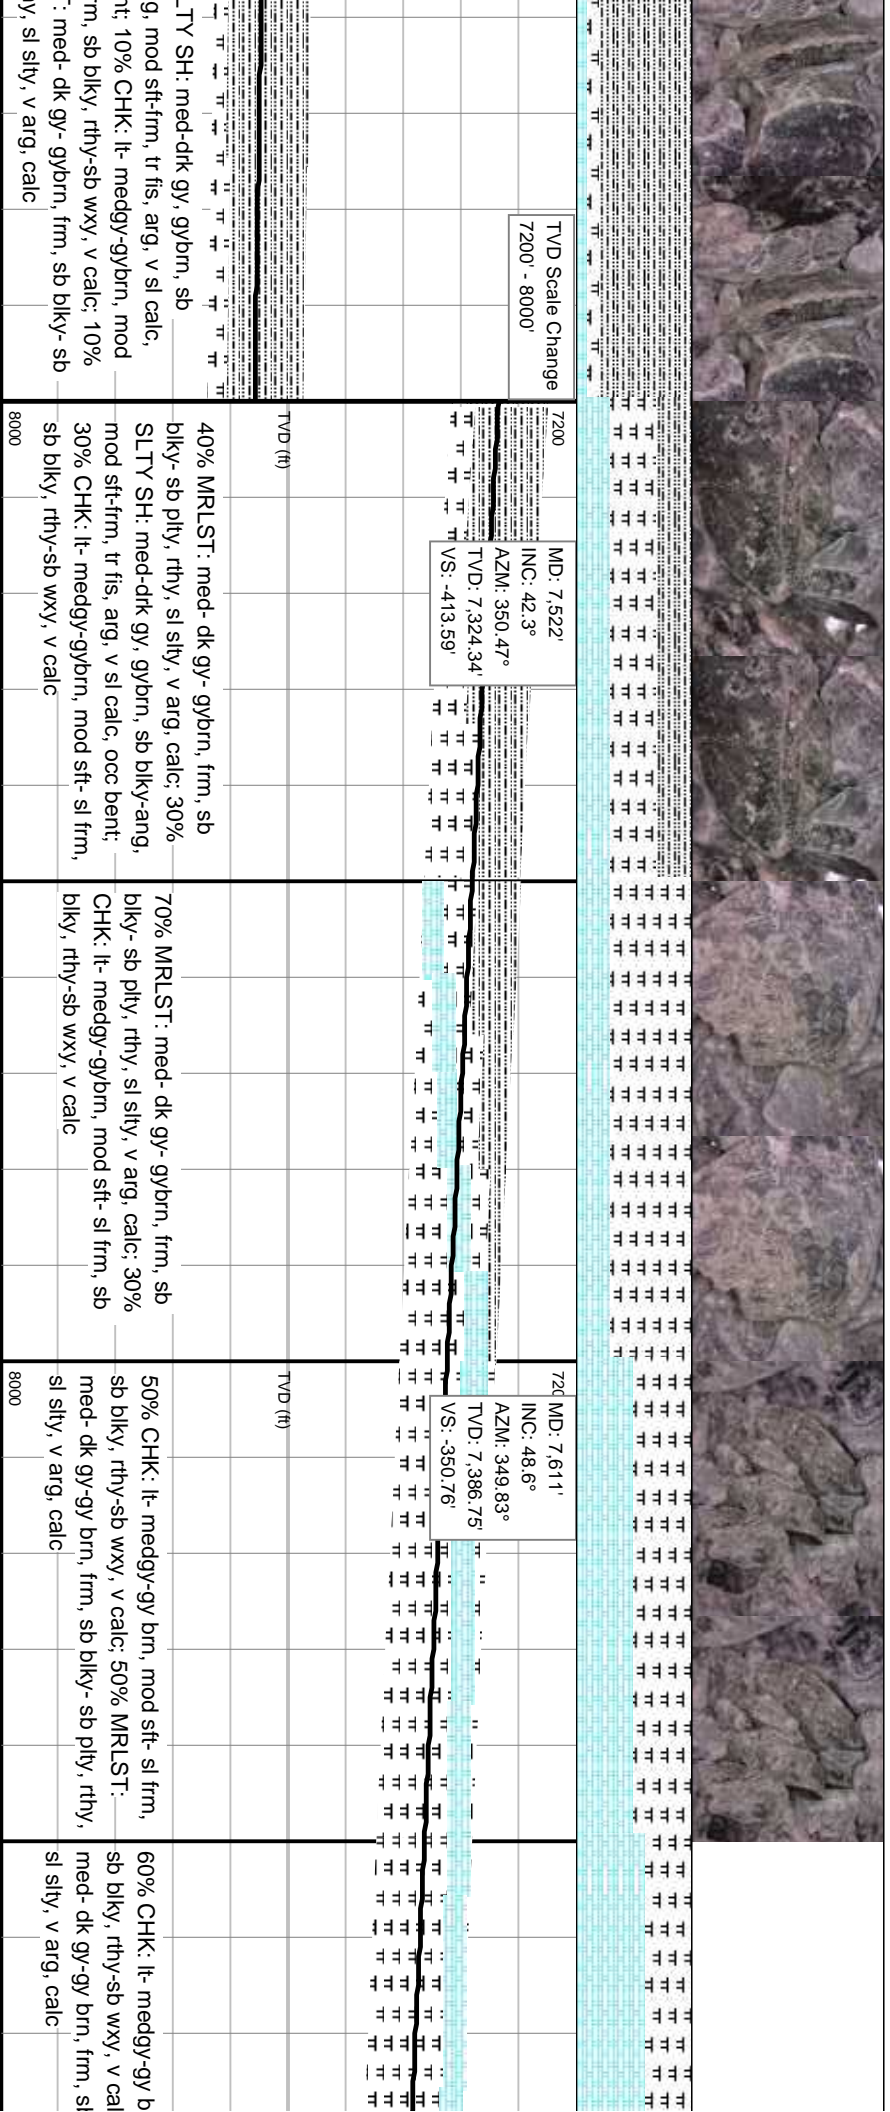 LTY SH: med-drk gy, gybrn, sb
g, mod sft-frm, tr fis, arg, v sl calc,
nt; 10% CHK: lt- medgy-gybrn, mod
rm, sb blky, rthy-sb wxy, v calc; 10%
T: med- dk gy- gybrn, frm, sb blky- sb
y, sl slty, v arg, calc
TVD Scale Change
7200' - 8000'
7200
TVD (ft)
8000
MD: 7,522'
INC: 42.3°
AZM: 350.47°
TVD: 7,324.34'
VS: -413.59'
40% MRLST: med- dk gy- gybrn, frm, sb
blky- sb plty, rthy, sl slty, v arg, calc; 30%
SLTY SH: med-drk gy, gybrn, sb blky-ang,
mod sft-frm, tr fis, arg, v sl calc, occ bent;
30% CHK: lt- medgy-gybrn, mod sft- sl frm,
sb blky, rthy-sb wxy, v calc
70% MRLST: med- dk gy- gybrn, frm, sb
blky- sb plty, rthy, sl slty, v arg, calc; 30%
CHK: lt- medgy-gybrn, mod sft- sl frm, sb
blky, rthy-sb wxy, v calc
720
TVD (ft)
8000
MD: 7,611'
INC: 48.6°
AZM: 349.83°
TVD: 7,386.75'
VS: -350.76'
50% CHK: lt- medgy-gy brn, mod sft- sl frm,
sb blky, rthy-sb wxy, v calc; 50% MRLST:
med- dk gy-gy brn, frm, sb blky- sb plty, rthy,
sl slty, v arg, calc
60% CHK: lt- medgy-gy b
sb blky, rthy-sb wxy, v cal
med- dk gy-gy brn, frm, sb
sl slty, v arg, calc